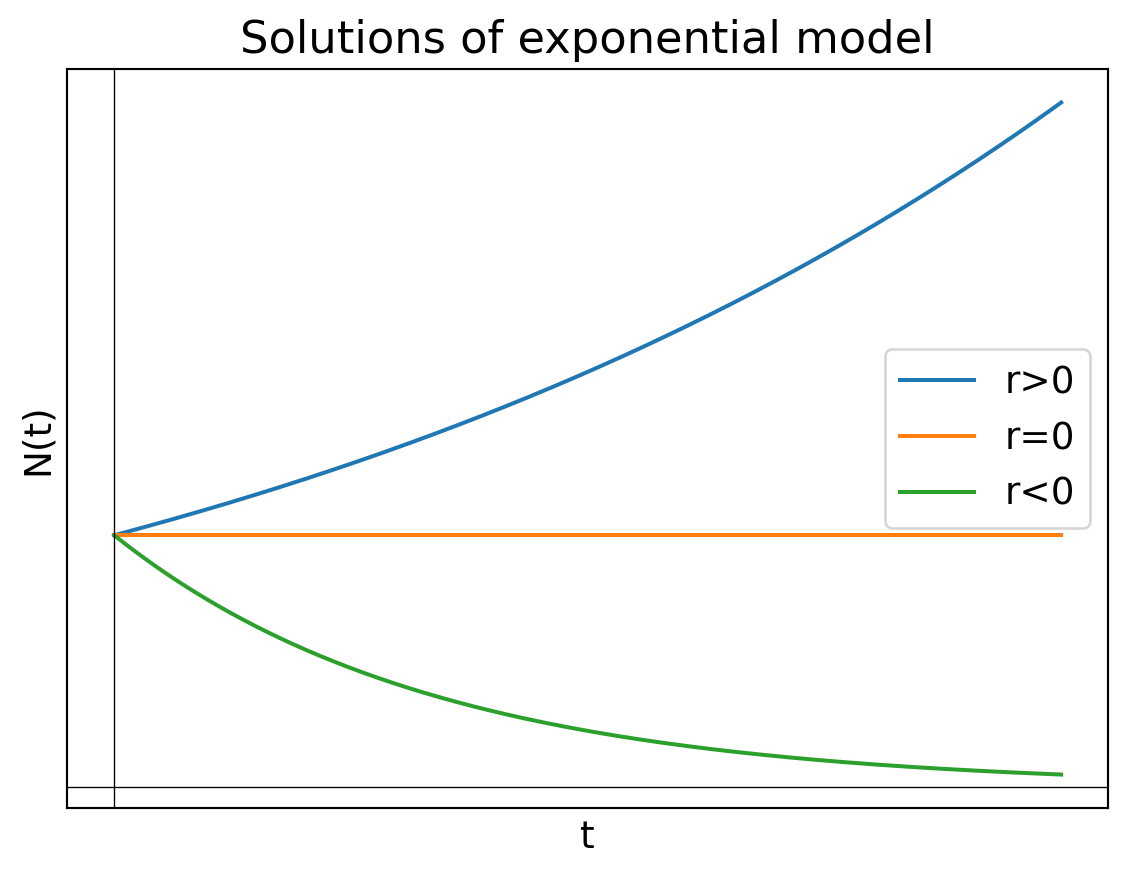 Solutions of exponential model
N(t)
r>0
r=0
r<0
t